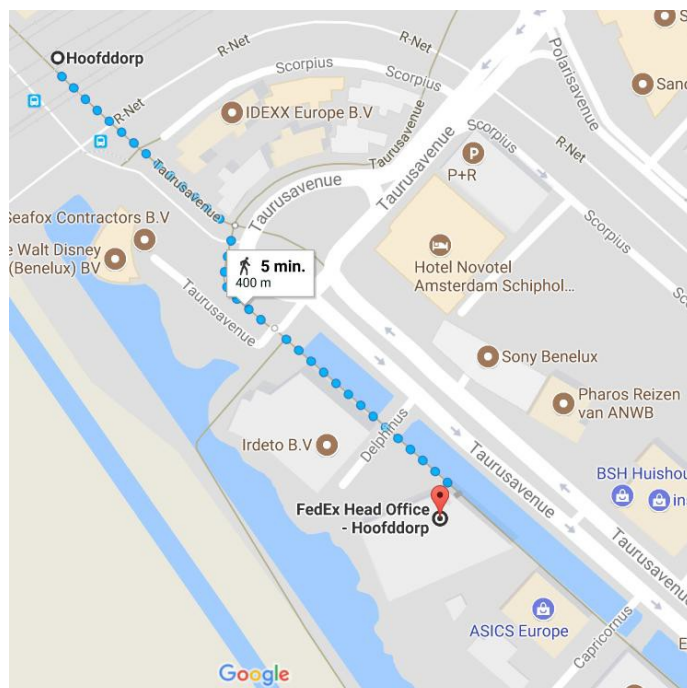 Hoofddorp
R-Net
Scorpius
R-Net
Polarisavenue
R-Net
IDEXX Europe B.V
Taurusavenue
Taurusavenue
Scorpius
R-Net
P+R
Taurusavenue
Taurusavenue
Seafox Contractors B.V
Walt Disney
(Benelux) BV
5 min.
400 m
Hotel Novotel
Amsterdam Schiphol...
Scorpius
Scorpius
Taurusavenue
Sony Benelux
Pharos Reizen
van ANWB
Irdeto B.V
Delphinus
Taurusavenue
BSH Huishou
in
FedEx Head Office
- Hoofddorp
Taurusavenue
ASICS Europe
Capricornus
E
Google